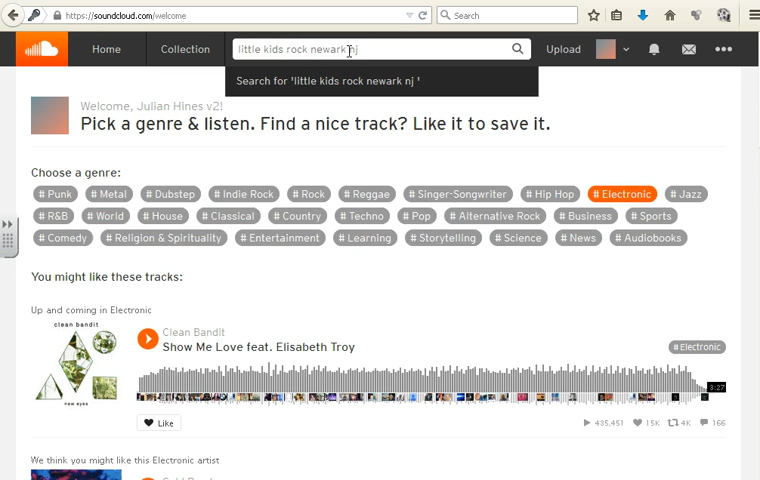 https://soundcloud.com/welcome
Search
Home
Collection
little kids rock newark nj
Upload
Search for 'little kids rock newark nj '
Welcome, Julian Hines v2!
Pick a genre & listen. Find a nice track? Like it to save it.
Choose a genre:
# Punk # Metal # Dubstep # Indie Rock # Rock # Reggae # Singer-Songwriter # Hip Hop # Electronic # Jazz
# R&B # World # House # Classical # Country # Techno # Pop # Alternative Rock # Business # Sports
# Comedy # Religion & Spirituality # Entertainment # Learning # Storytelling # Science # News # Audiobooks
You might like these tracks:
Up and coming in Electronic
clean bandit
new eyes
Clean Bandit
Show Me Love feat. Elisabeth Troy
# Electronic
3:27
Like
435,451 15K 4K 166
We think you might like this Electronic artist